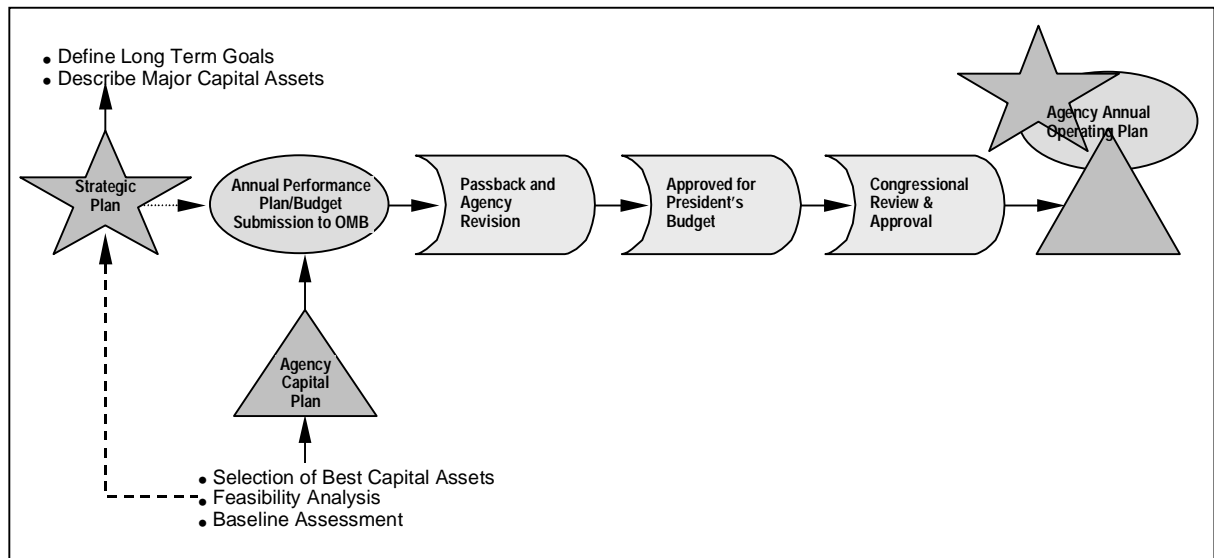 • Define Long Term Goals
• Describe Major Capital Assets
Strategic
Plan
Annual Performance
Plan/Budget
Submission to OMB
Passback and
Agency
Revision
Approved for
President's
Budget
Congressional
Review &
Approval
Agency Annual
Operating Plan
Agency
Capital
Plan
• Selection of Best Capital Assets
• Feasibility Analysis
• Baseline Assessment